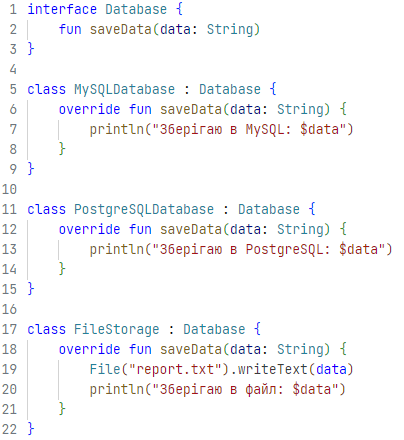 1 interface Database {
2     fun saveData(data: String)
3 }
4
5 class MySQLDatabase : Database {
6     override fun saveData(data: String) {
7         println("Зберігаю в MySQL: $data")
8     }
9 }
10
11 class PostgreSQLDatabase : Database {
12     override fun saveData(data: String) {
13         println("Зберігаю в PostgreSQL: $data")
14     }
15 }
16
17 class FileStorage : Database {
18     override fun saveData(data: String) {
19         File("report.txt").writeText(data)
20         println("Зберігаю в файл: $data")
21     }
22 }